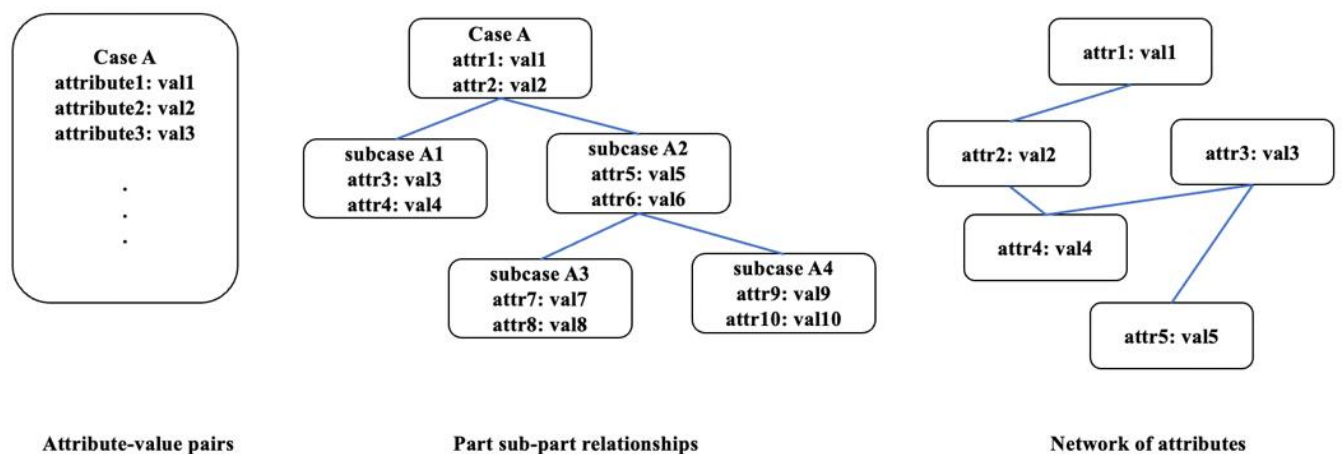 Case A
attribute1: val1
attribute2: val2
attribute3: val3
.
.
.
Attribute-value pairs
Case A
attr1: val1
attr2: val2
subcase A1
attr3: val3
attr4: val4
subcase A2
attr5: val5
attr6: val6
subcase A3
attr7: val7
attr8: val8
subcase A4
attr9: val9
attr10: val10
Part sub-part relationships
attr1: val1
attr2: val2
attr3: val3
attr4: val4
attr5: val5
Network of attributes